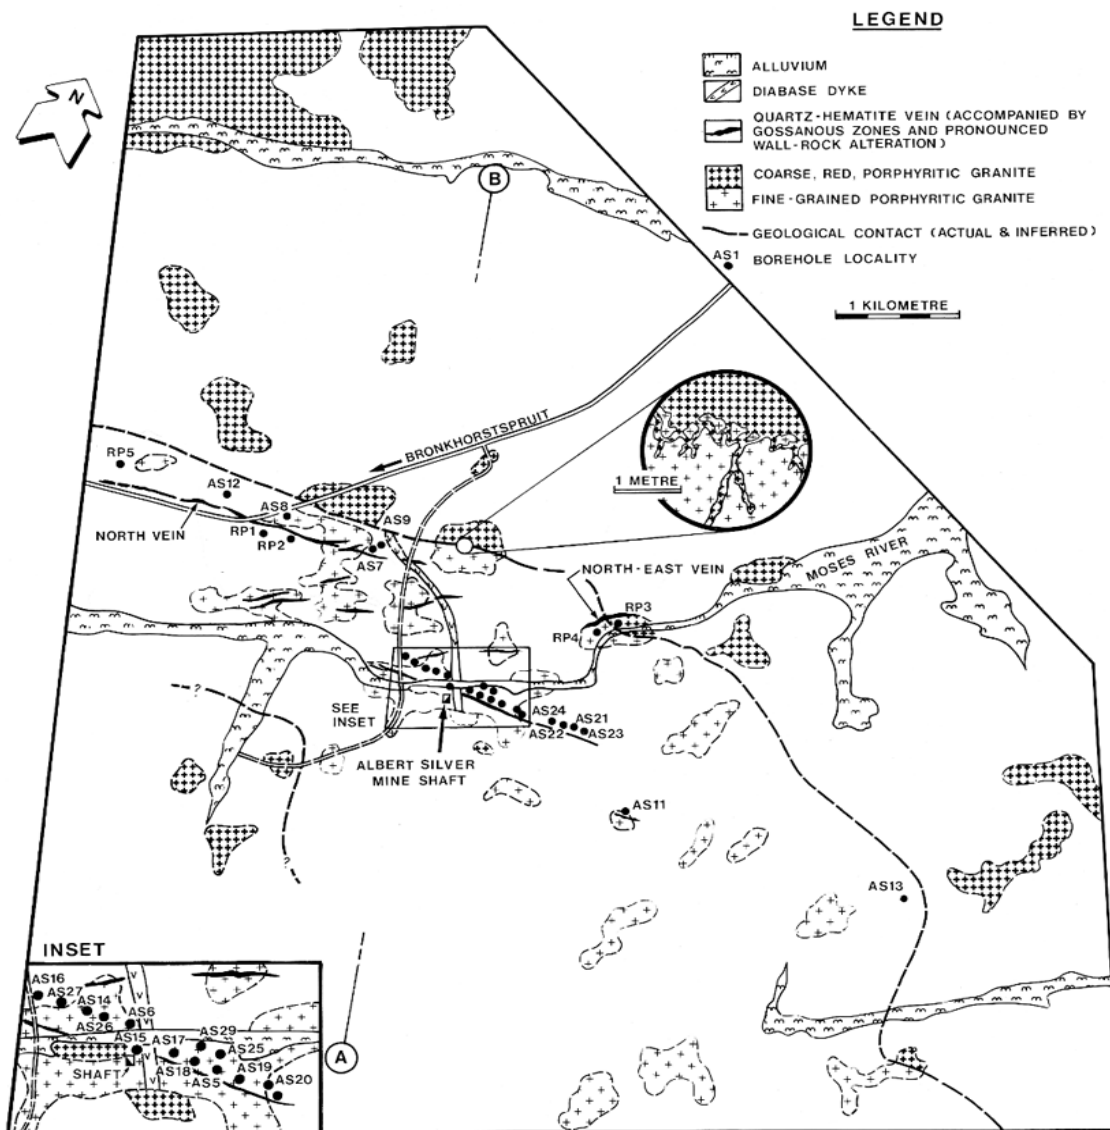 LEGEND
ALLUVIUM
DIABASE DYKE
QUARTZ-HEMATITE VEIN (ACCOMPANIED BY
GOSSANOUS ZONES AND PRONOUNCED
WALL-ROCK ALTERATION)
COARSE, RED, PORPHYRITIC GRANITE
FINE-GRAINED PORPHYRITIC GRANITE
GEOLOGICAL CONTACT (ACTUAL & INFERRED)
AS1
BOREHOLE LOCALITY
1 KILOMETRE
N
B
BRONKHORSTSPRUIT
1 METRE
RP5
AS12
AS8
AS9
NORTH VEIN
RP1
RP2
AS7
MOSES RIVER
NORTH-EAST VEIN
RP3
RP4
?
SEE
INSET
AS24
AS21
AS22
AS23
ALBERT SILVER
MINE SHAFT
AS11
?
AS13
INSET
AS16
AS27
AS14
AS6
AS26
AS29
AS15
AS17
AS25
SHAFT
AS18
AS5
AS19
AS20
A